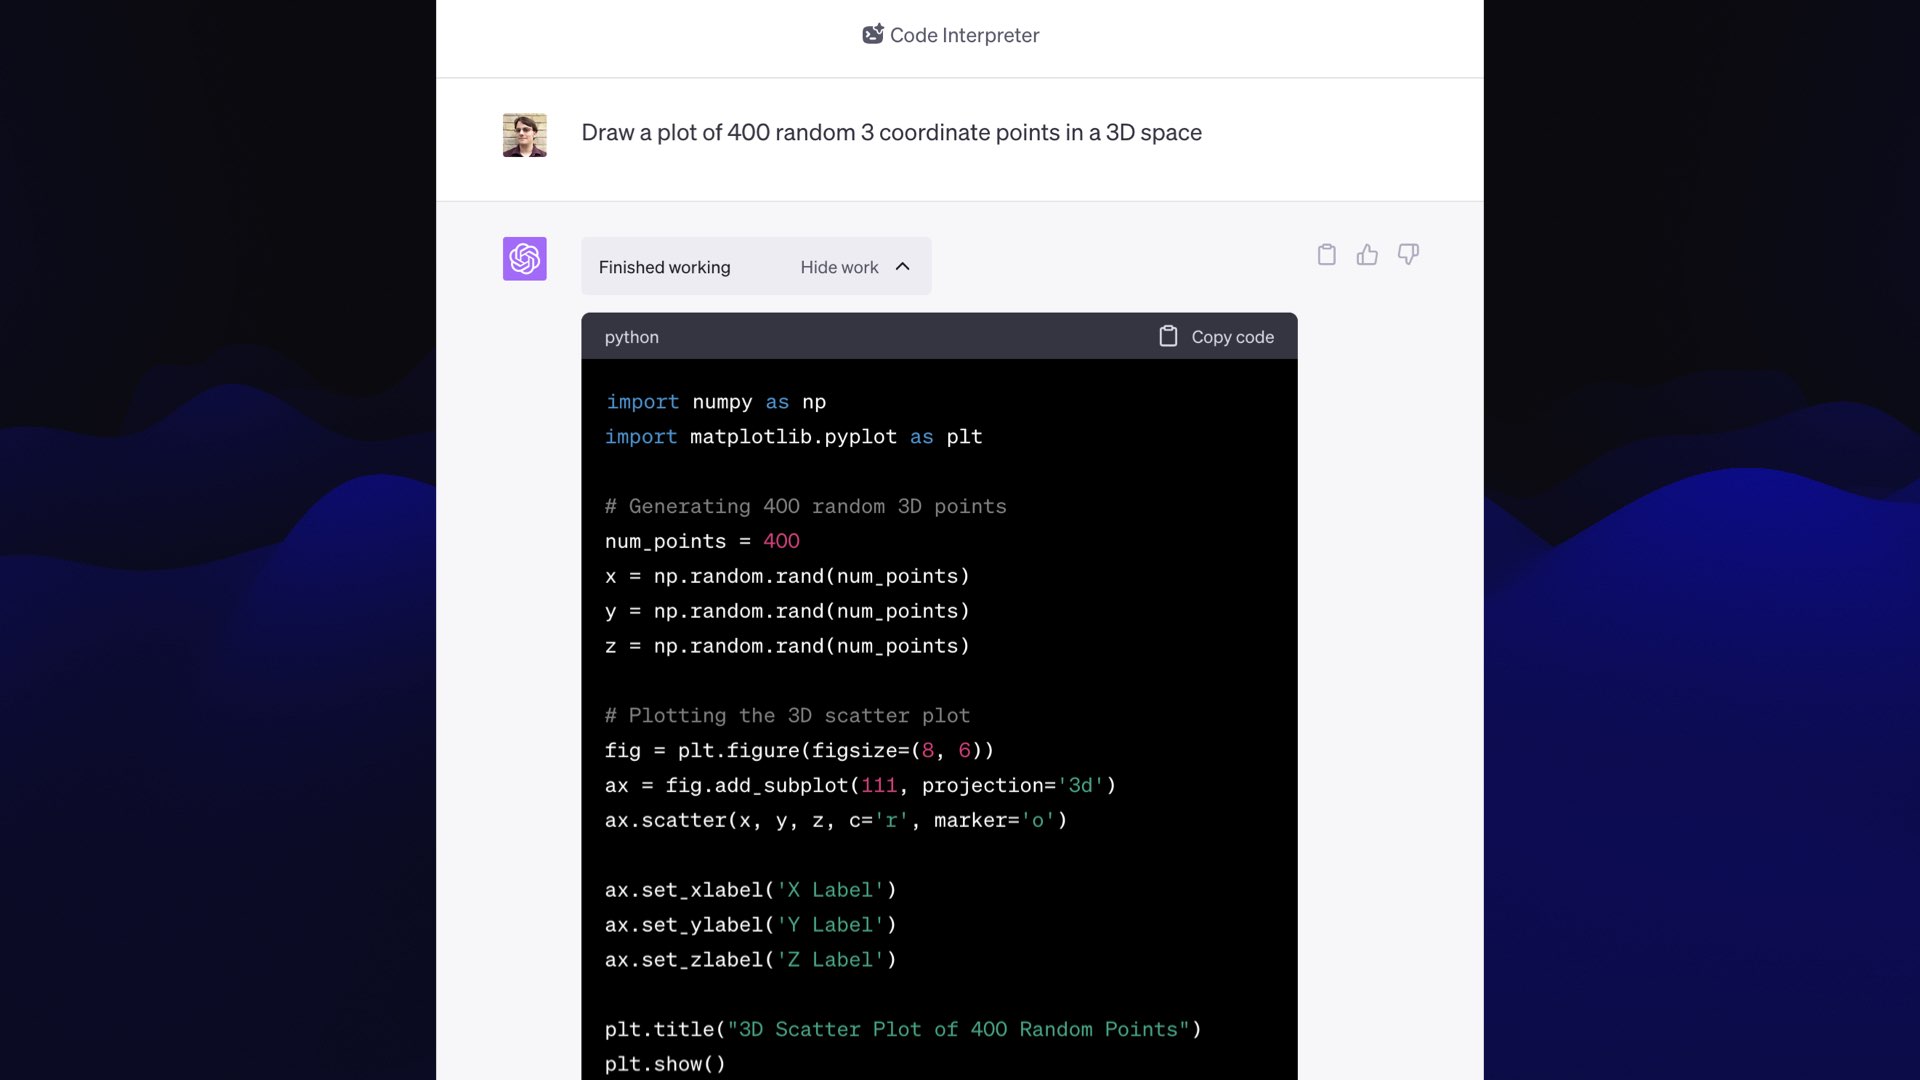 Code Interpreter
Draw a plot of 400 random 3 coordinate points in a 3D space
Finished working Hide work
python Copy code
import numpy as np
import matplotlib.pyplot as plt
# Generating 400 random 3D points
num_points = 400
x = np.random.rand(num_points)
y = np.random.rand(num_points)
z = np.random.rand(num_points)
# Plotting the 3D scatter plot
fig = plt.figure(figsize=(8, 6))
ax = fig.add_subplot(111, projection='3d')
ax.scatter(x, y, z, c='r', marker='o')
ax.set_xlabel('X Label')
ax.set_ylabel('Y Label')
ax.set_zlabel('Z Label')
plt.title("3D Scatter Plot of 400 Random Points")
plt.show()